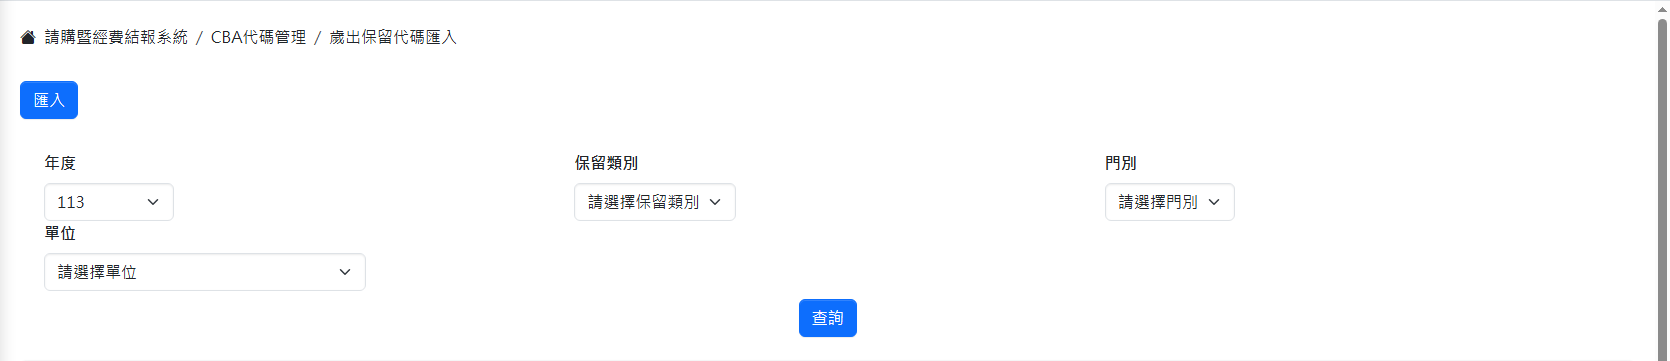 請購暨經費結報系統 / CBA代碼管理 / 歲出保留代碼匯入
匯入
年度 保留類別 門別
113 請選擇保留類別 請選擇門別
單位
請選擇單位
查詢